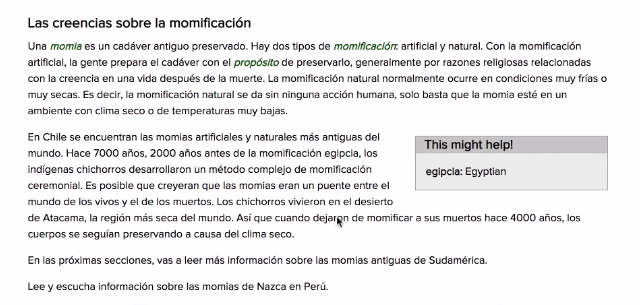 Las creencias sobre la momificación
Una momia es un cadáver antiguo preservado. Hay dos tipos de momificación: artificial y natural. Con la momificación
artificial, la gente prepara el cadáver con el propósito de preservarlo, generalmente por razones religiosas relacionadas
con la creencia en una vida después de la muerte. La momificación natural normalmente ocurre en condiciones muy frías o
muy secas. Es decir, la momificación natural se da sin ninguna acción humana, solo basta que la momia esté en un
ambiente con clima seco o de temperaturas muy bajas.
En Chile se encuentran las momias artificiales y naturales más antiguas del
mundo. Hace 7000 años, 2000 años antes de la momificación egipcia, los
indígenas chichorros desarrollaron un método complejo de momificación
ceremonial. Es posible que creyeran que las momias eran un puente entre el
mundo de los vivos y el de los muertos. Los chichorros vivieron en el desierto
de Atacama, la región más seca del mundo. Así que cuando dejaron de momificar a sus muertos hace 4000 años, los
cuerpos se seguían preservando a causa del clima seco.
This might help!
egipcia: Egyptian
En las próximas secciones, vas a leer más información sobre las momias antiguas de Sudamérica.
Lee y escucha información sobre las momias de Nazca en Perú.